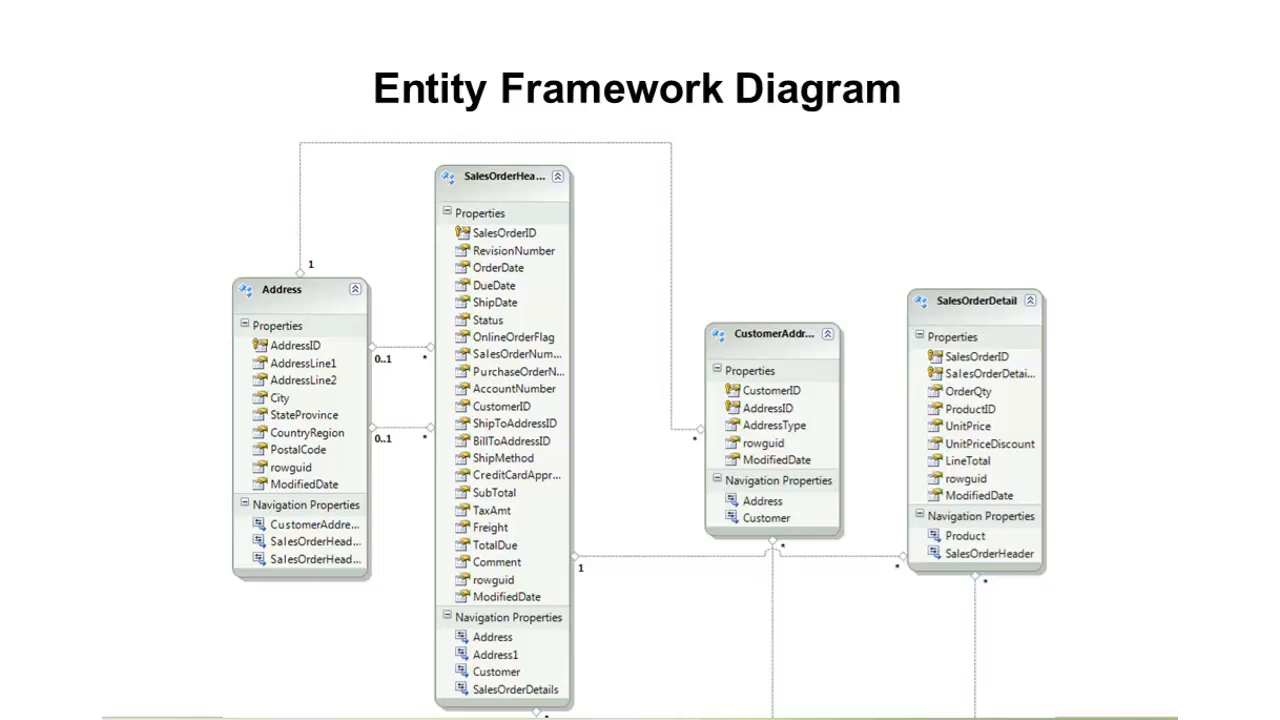 Entity Framework Diagram
1
Address
Properties
AddressID
AddressLine1
AddressLine2
City
StateProvince
CountryRegion
PostalCode
rowguid
ModifiedDate
Navigation Properties
CustomerAddre...
SalesOrderHead...
SalesOrderHead...
0..1
*
0..1
*
SalesOrderHea...
Properties
SalesOrderID
RevisionNumber
OrderDate
DueDate
ShipDate
Status
OnlineOrderFlag
SalesOrderNum...
PurchaseOrderN...
AccountNumber
CustomerID
ShipToAddressID
BillToAddressID
ShipMethod
CreditCardAppr...
SubTotal
TaxAmt
Freight
TotalDue
Comment
rowguid
ModifiedDate
Navigation Properties
Address
Address1
Customer
SalesOrderDetails
*
1
*
CustomerAddr...
Properties
CustomerID
AddressID
AddressType
rowguid
ModifiedDate
Navigation Properties
Address
Customer
*
*
SalesOrderDetail
Properties
SalesOrderID
SalesOrderDetai...
OrderQty
ProductID
UnitPrice
UnitPriceDiscount
LineTotal
rowguid
ModifiedDate
Navigation Properties
Product
SalesOrderHeader
*